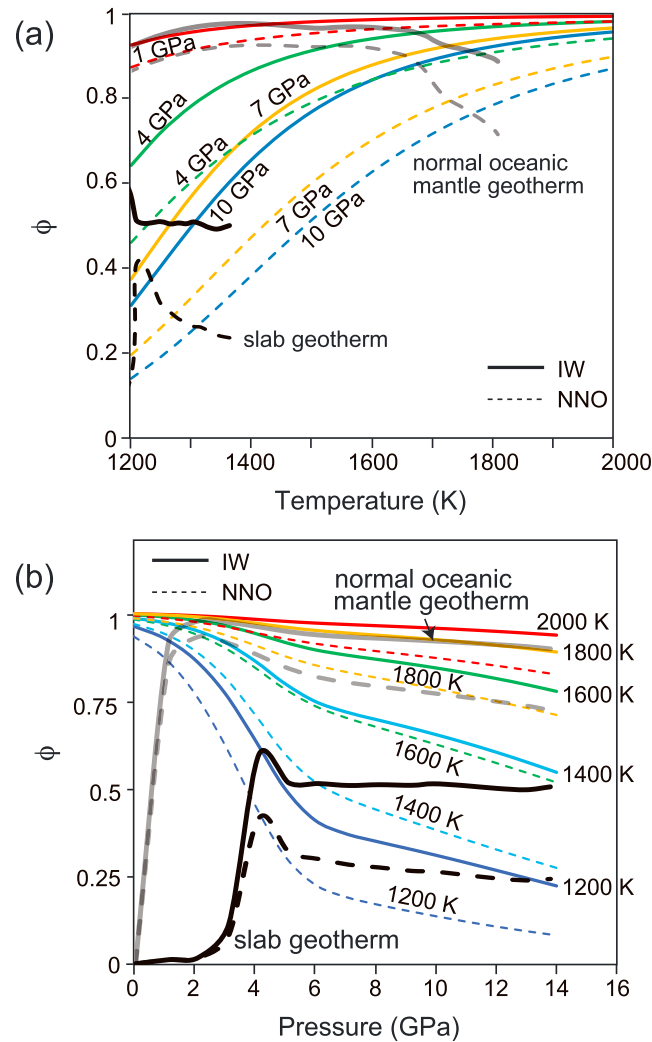 (a)
1
0.8
0.6
0.4
0.2
0
ϕ
1 GPa
4 GPa
7 GPa
4 GPa
10 GPa
7 GPa
10 GPa
normal oceanic
mantle geotherm
slab geotherm
IW
NNO
1200
1400
1600
1800
2000
Temperature (K)
(b)
IW
NNO
normal oceanic
mantle geotherm
1
0.75
0.5
0.25
0
ϕ
2000 K
1800 K
1800 K
1600 K
1600 K
1400 K
1400 K
1200 K
1200 K
slab geotherm
0
2
4
6
8
10
12
14
16
Pressure (GPa)